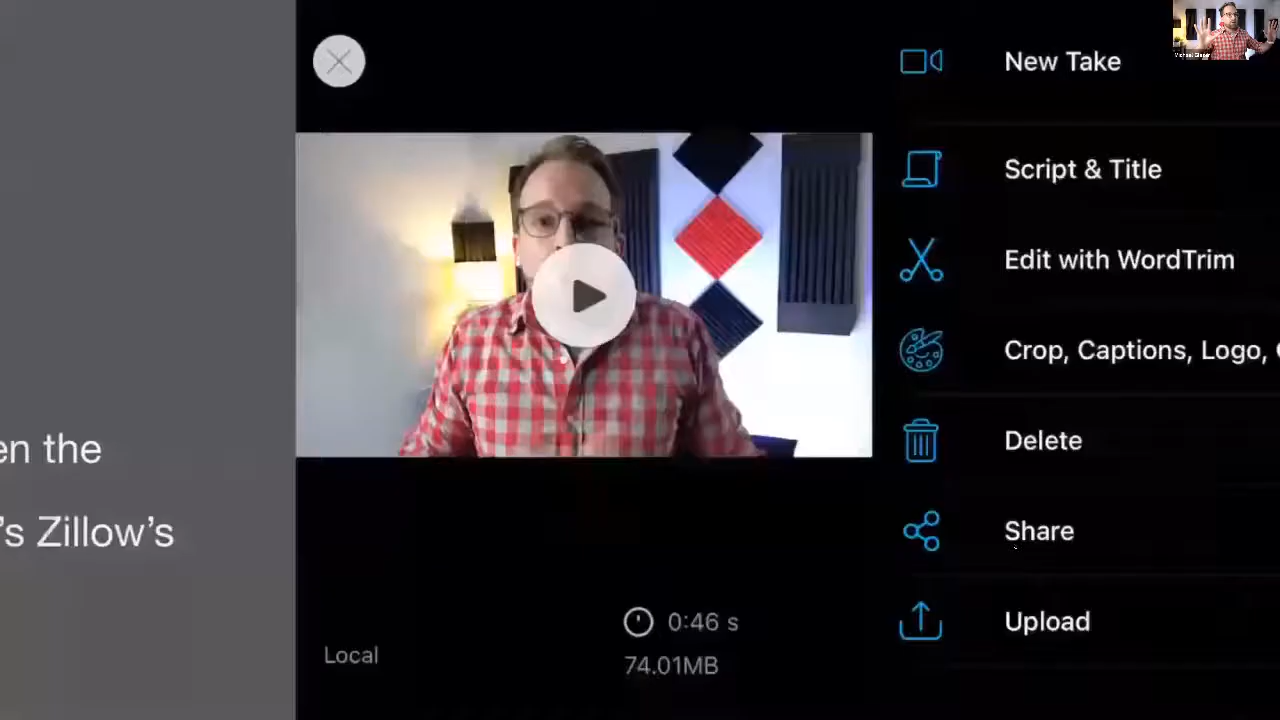 en the
's Zillow's
Local
0:46 s
74.01MB
New Take
Script & Title
Edit with WordTrim
Crop, Captions, Logo,
Delete
Share
Upload
Michael